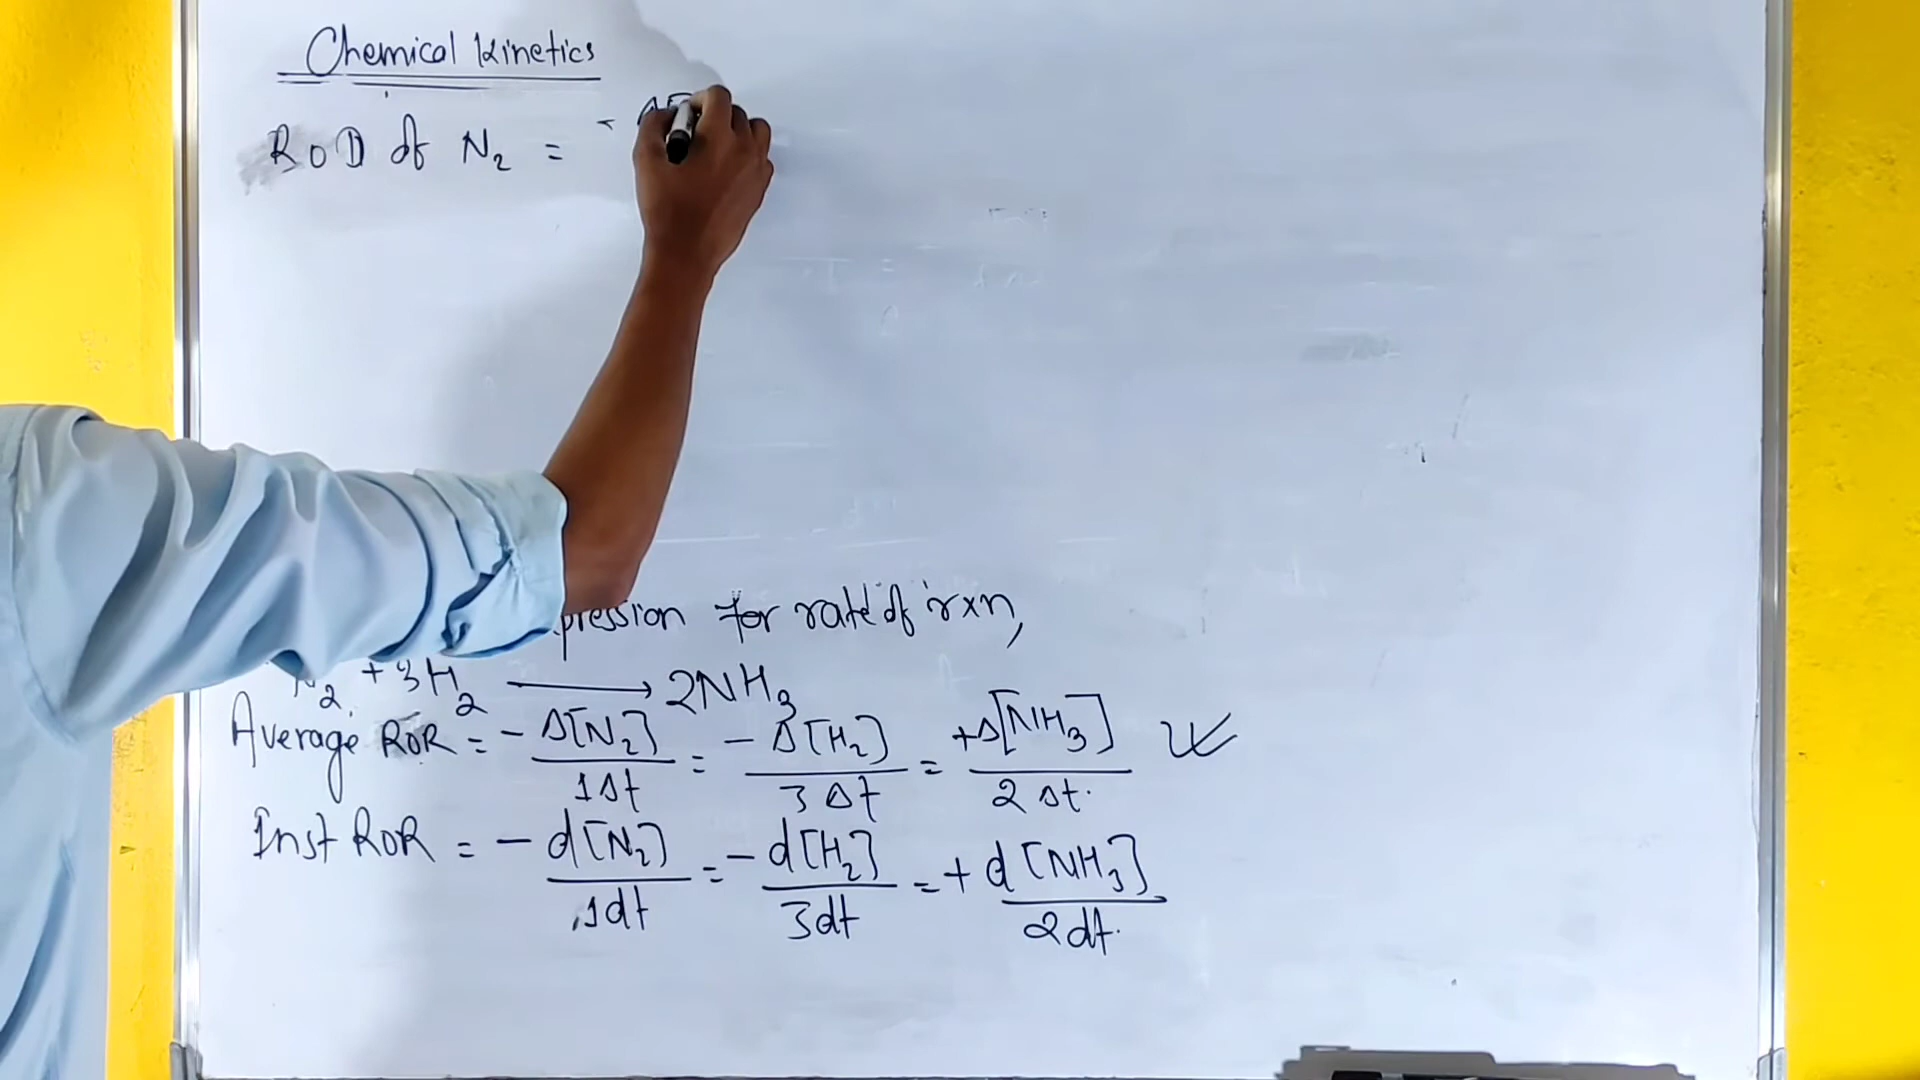 Chemical Kinetics
ROD of N₂ = - Δ[
pression for rate of rxn,
N₂ + 3H₂ ⟶ 2NH₃
Average ROR = - Δ[N₂]/1Δt = - Δ[H₂]/3Δt = +Δ[NH₃]/2Δt.
Inst ROR = - d[N₂]/1dt = - d[H₂]/3dt = + d[NH₃]/2dt.